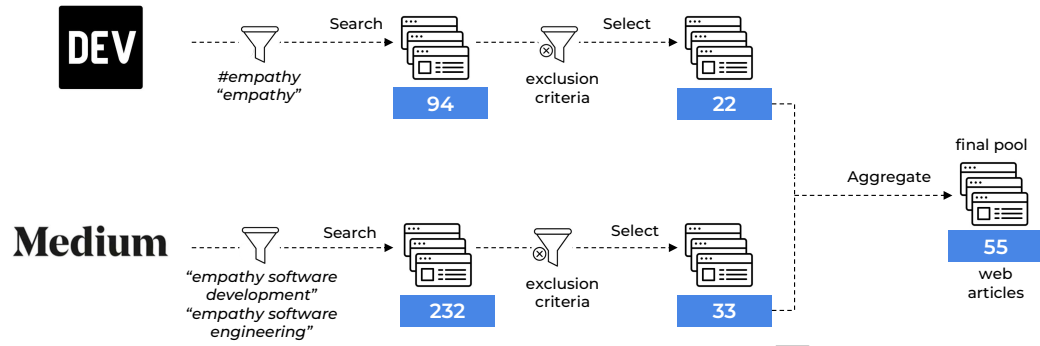 DEV
Search
Select
#empathy
“empathy”
exclusion
criteria
94
22
final pool
Aggregate
Medium
Search
Select
“empathy software
development”
“empathy software
engineering”
exclusion
criteria
232
33
55
web
articles